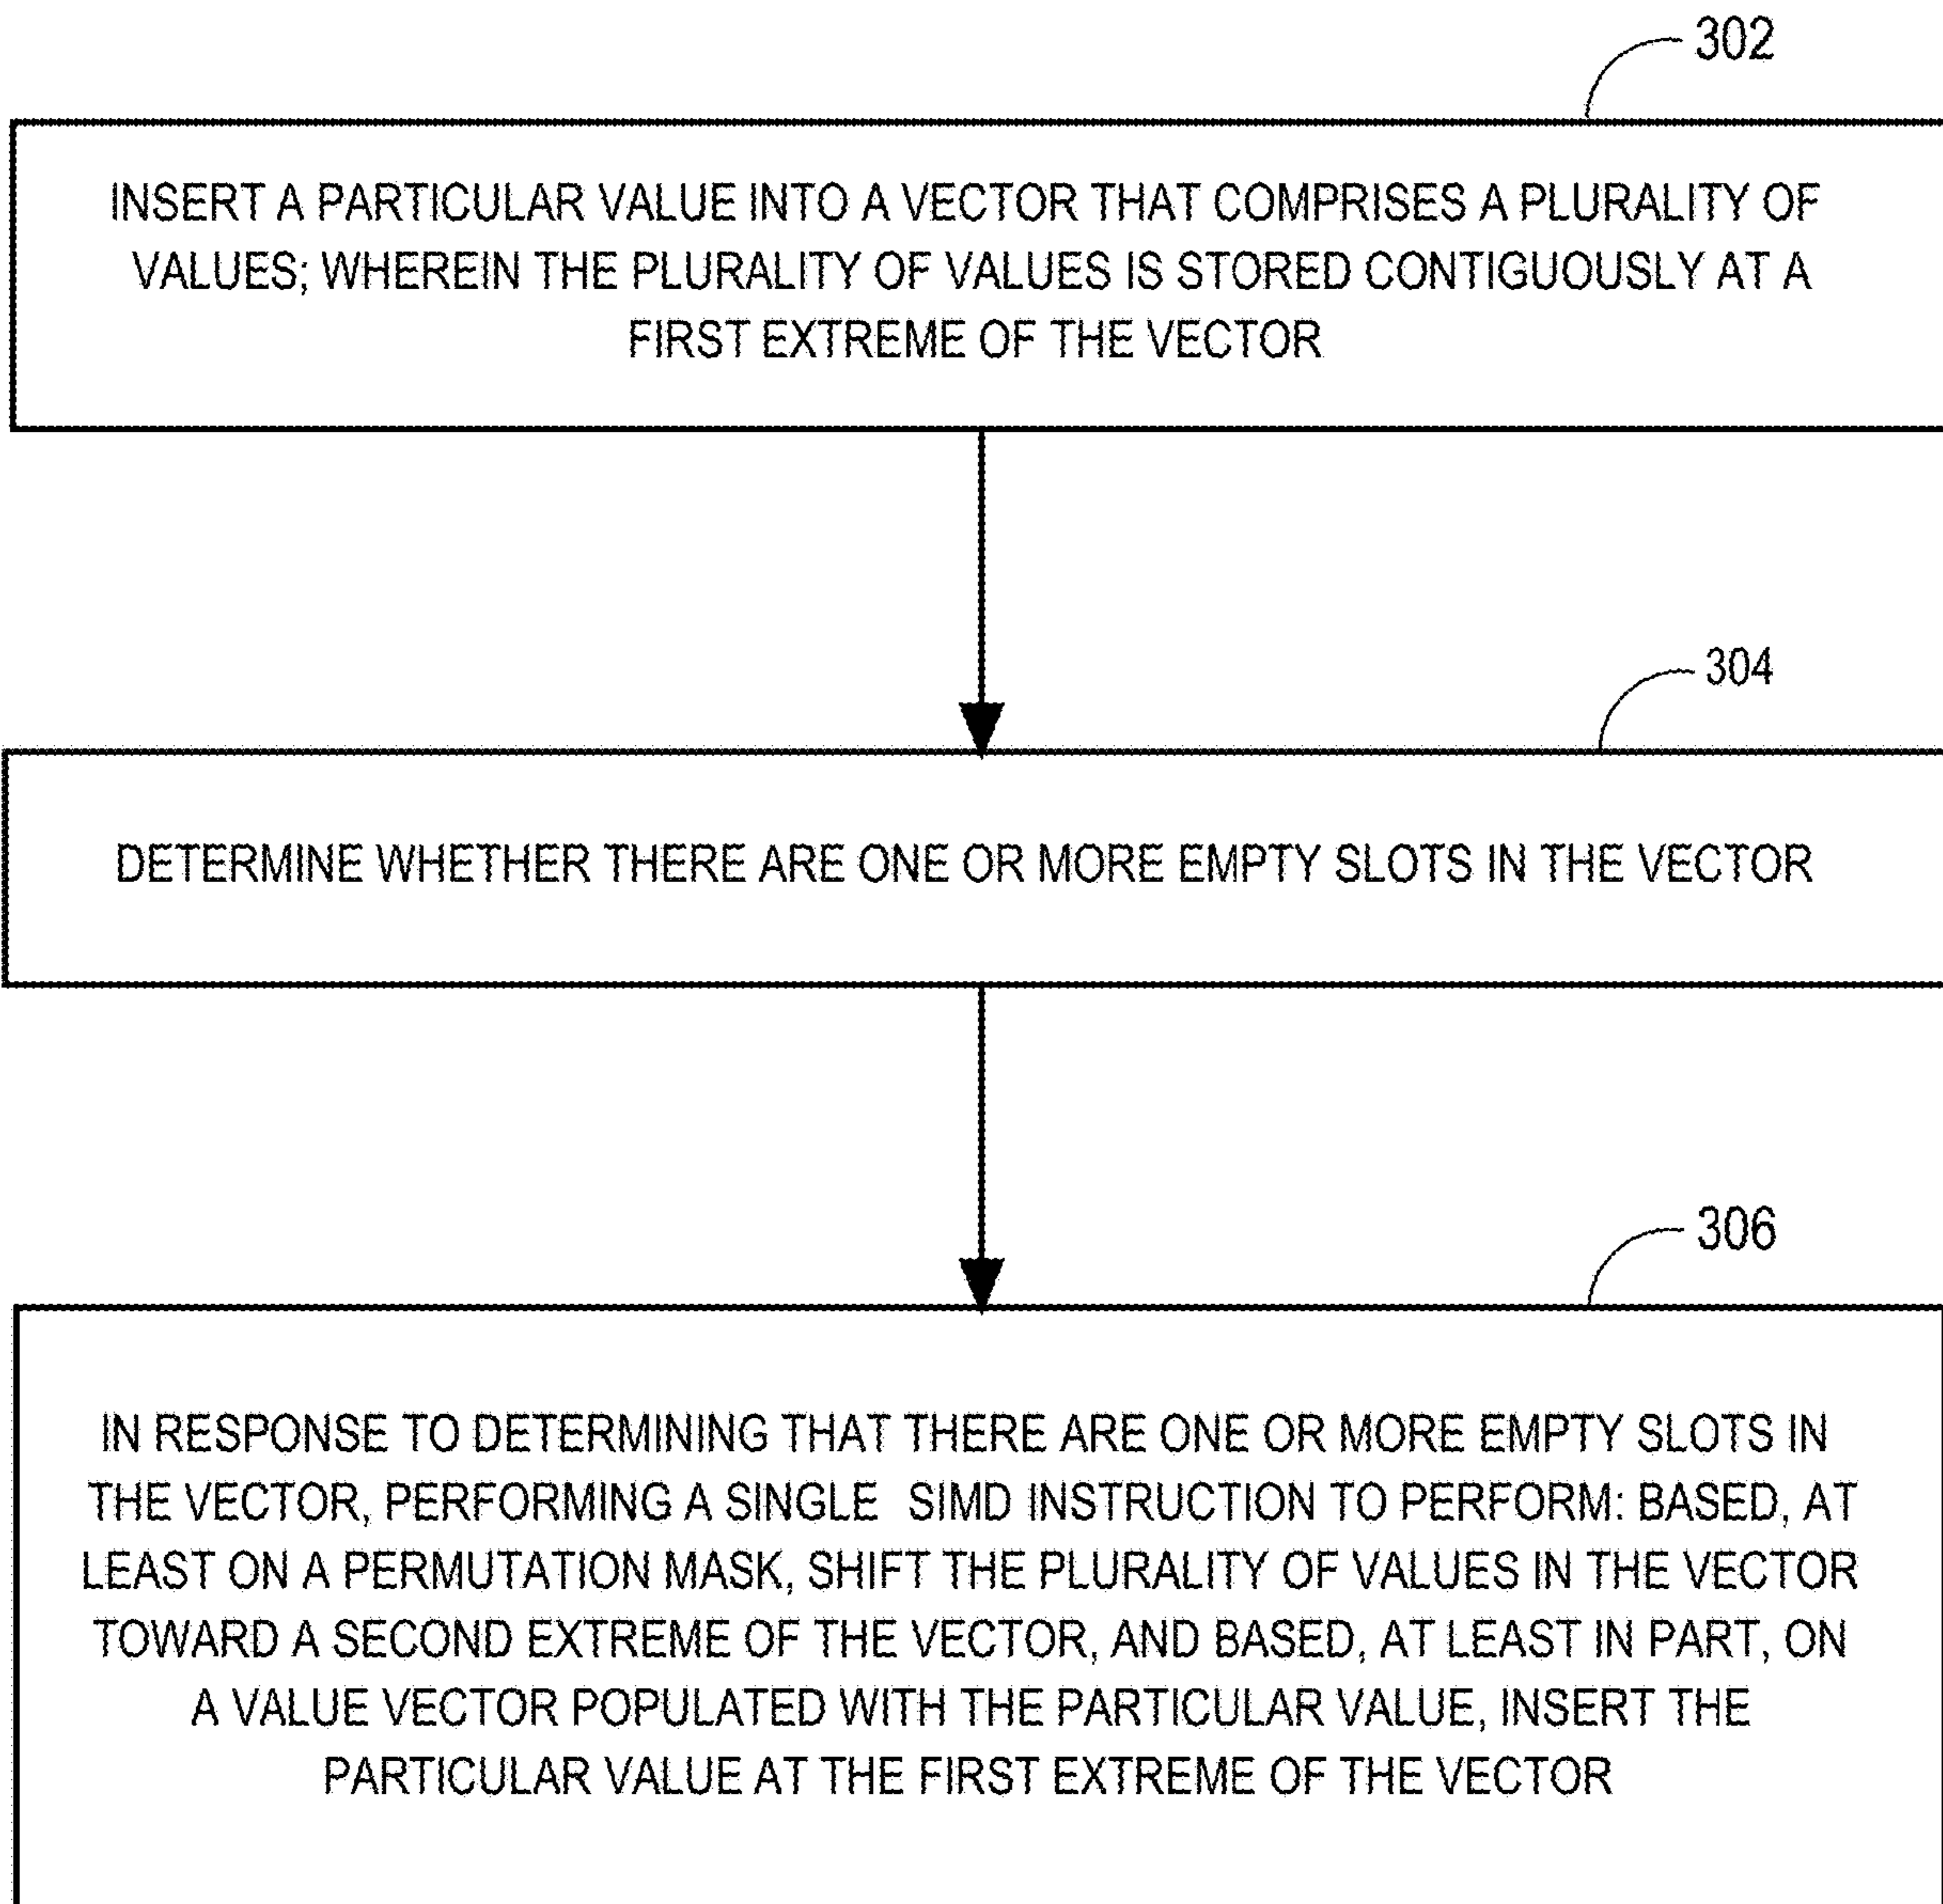 302
INSERT A PARTICULAR VALUE INTO A VECTOR THAT COMPRISES A PLURALITY OF
VALUES; WHEREIN THE PLURALITY OF VALUES IS STORED CONTIGUOUSLY AT A
FIRST EXTREME OF THE VECTOR
304
DETERMINE WHETHER THERE ARE ONE OR MORE EMPTY SLOTS IN THE VECTOR
306
IN RESPONSE TO DETERMINING THAT THERE ARE ONE OR MORE EMPTY SLOTS IN
THE VECTOR, PERFORMING A SINGLE SIMD INSTRUCTION TO PERFORM: BASED, AT
LEAST ON A PERMUTATION MASK, SHIFT THE PLURALITY OF VALUES IN THE VECTOR
TOWARD A SECOND EXTREME OF THE VECTOR, AND BASED, AT LEAST IN PART, ON
A VALUE VECTOR POPULATED WITH THE PARTICULAR VALUE, INSERT THE
PARTICULAR VALUE AT THE FIRST EXTREME OF THE VECTOR